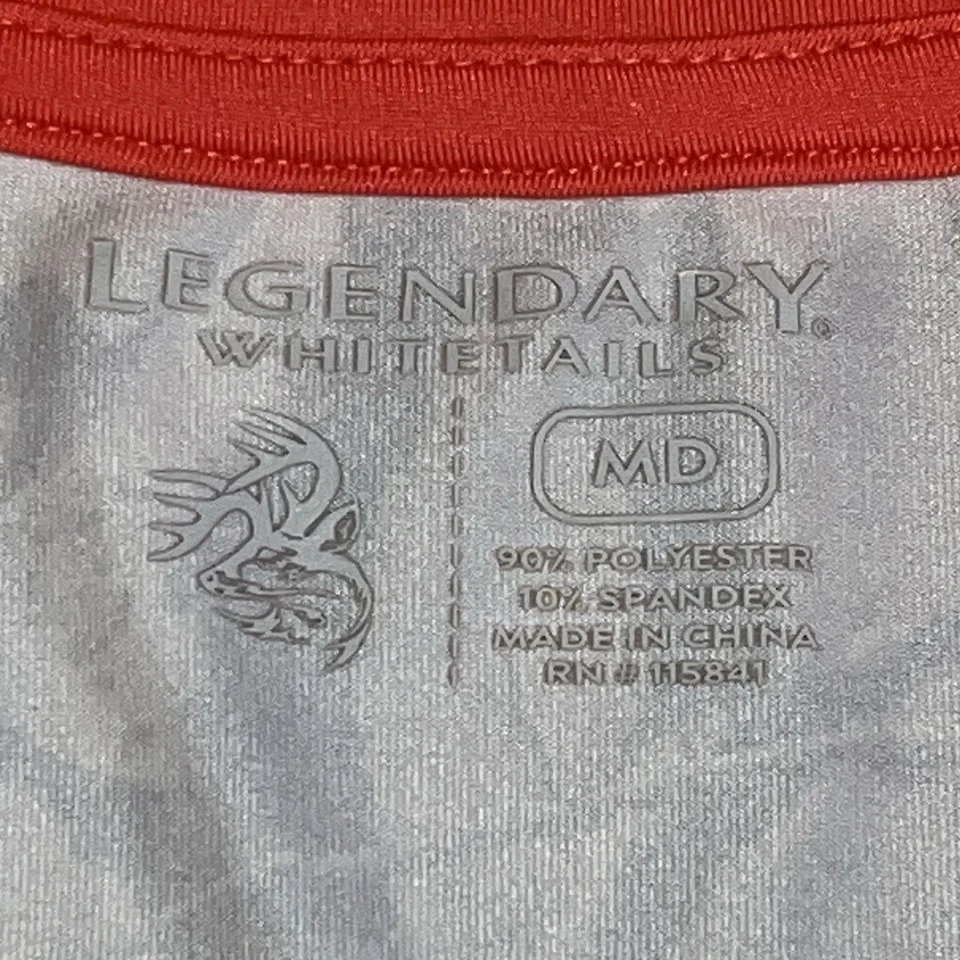 LEGENDARY®
WHITETAILS
MD
90% POLYESTER
10% SPANDEX
MADE IN CHINA
RN # 115841